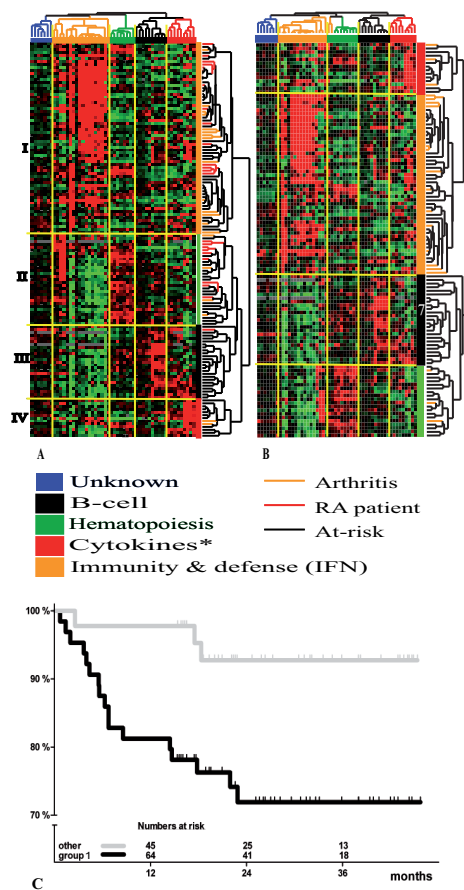 I
II
III
IV
7
A
B
Unknown
B-cell
Hematopoiesis
Cytokines*
Immunity & defense (IFN)
Arthritis
RA patient
At-risk
100 %
90 %
80 %
70 %
Numbers at risk
other 45 25 13
group 1 64 41 18
12 24 36 months
C